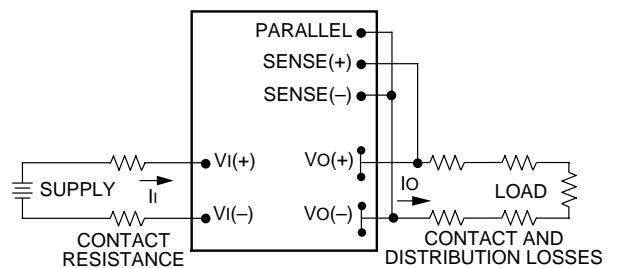 PARALLEL
SENSE(+)
SENSE(–)
VI(+)
VO(+)
IO
SUPPLY
II
LOAD
VI(–)
VO(–)
CONTACT
RESISTANCE
CONTACT AND
DISTRIBUTION LOSSES